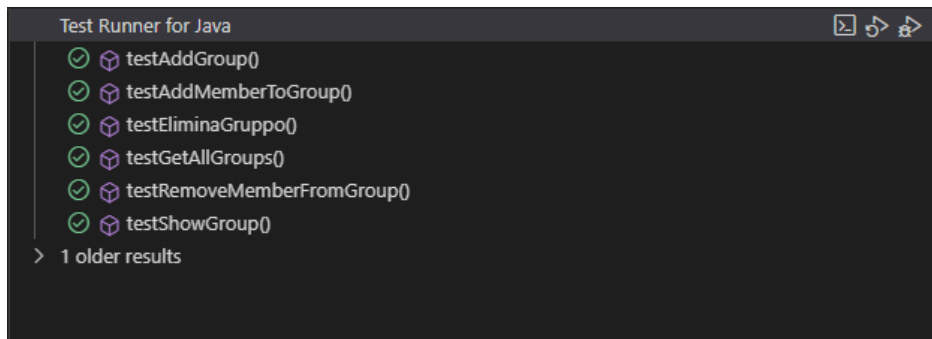 Test Runner for Java
testAddGroup()
testAddMemberToGroup()
testEliminaGruppo()
testGetAllGroups()
testRemoveMemberFromGroup()
testShowGroup()
1 older results